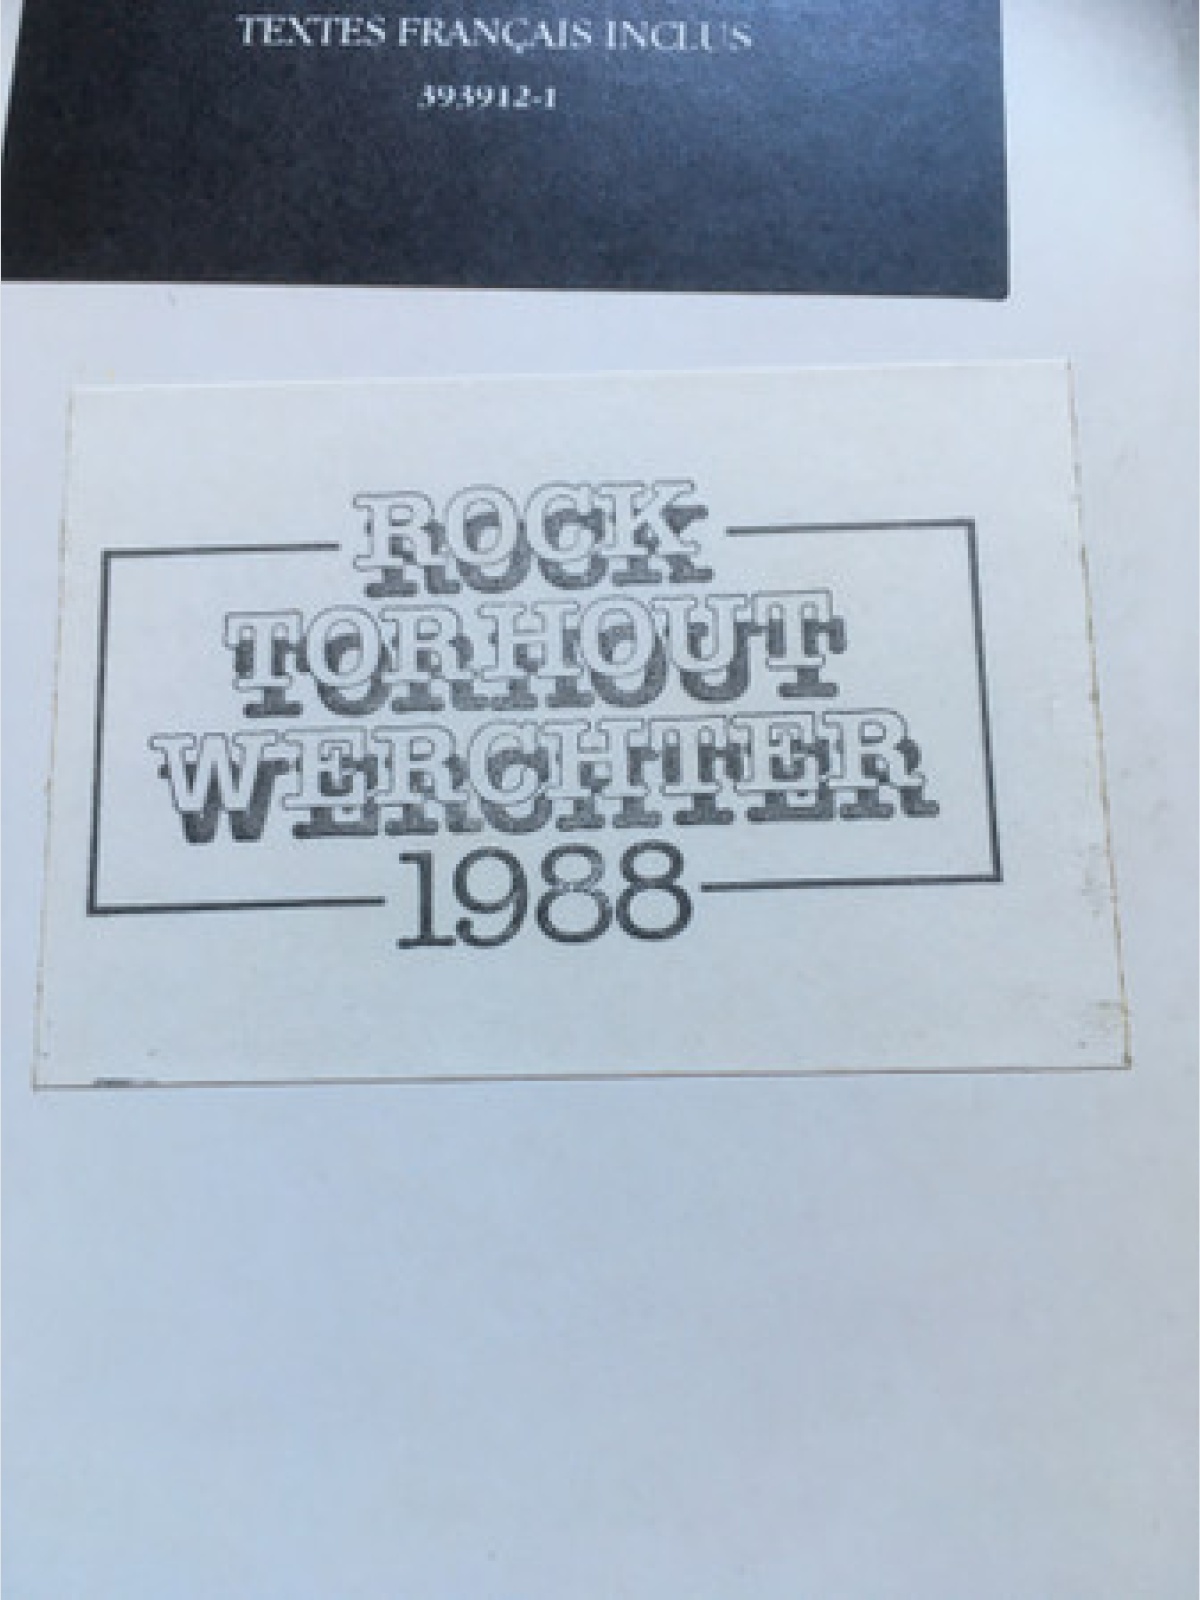 TEXTES FRANÇAIS INCLUS
393912-1
ROCK
TORHOUT
WERCHTER
1988